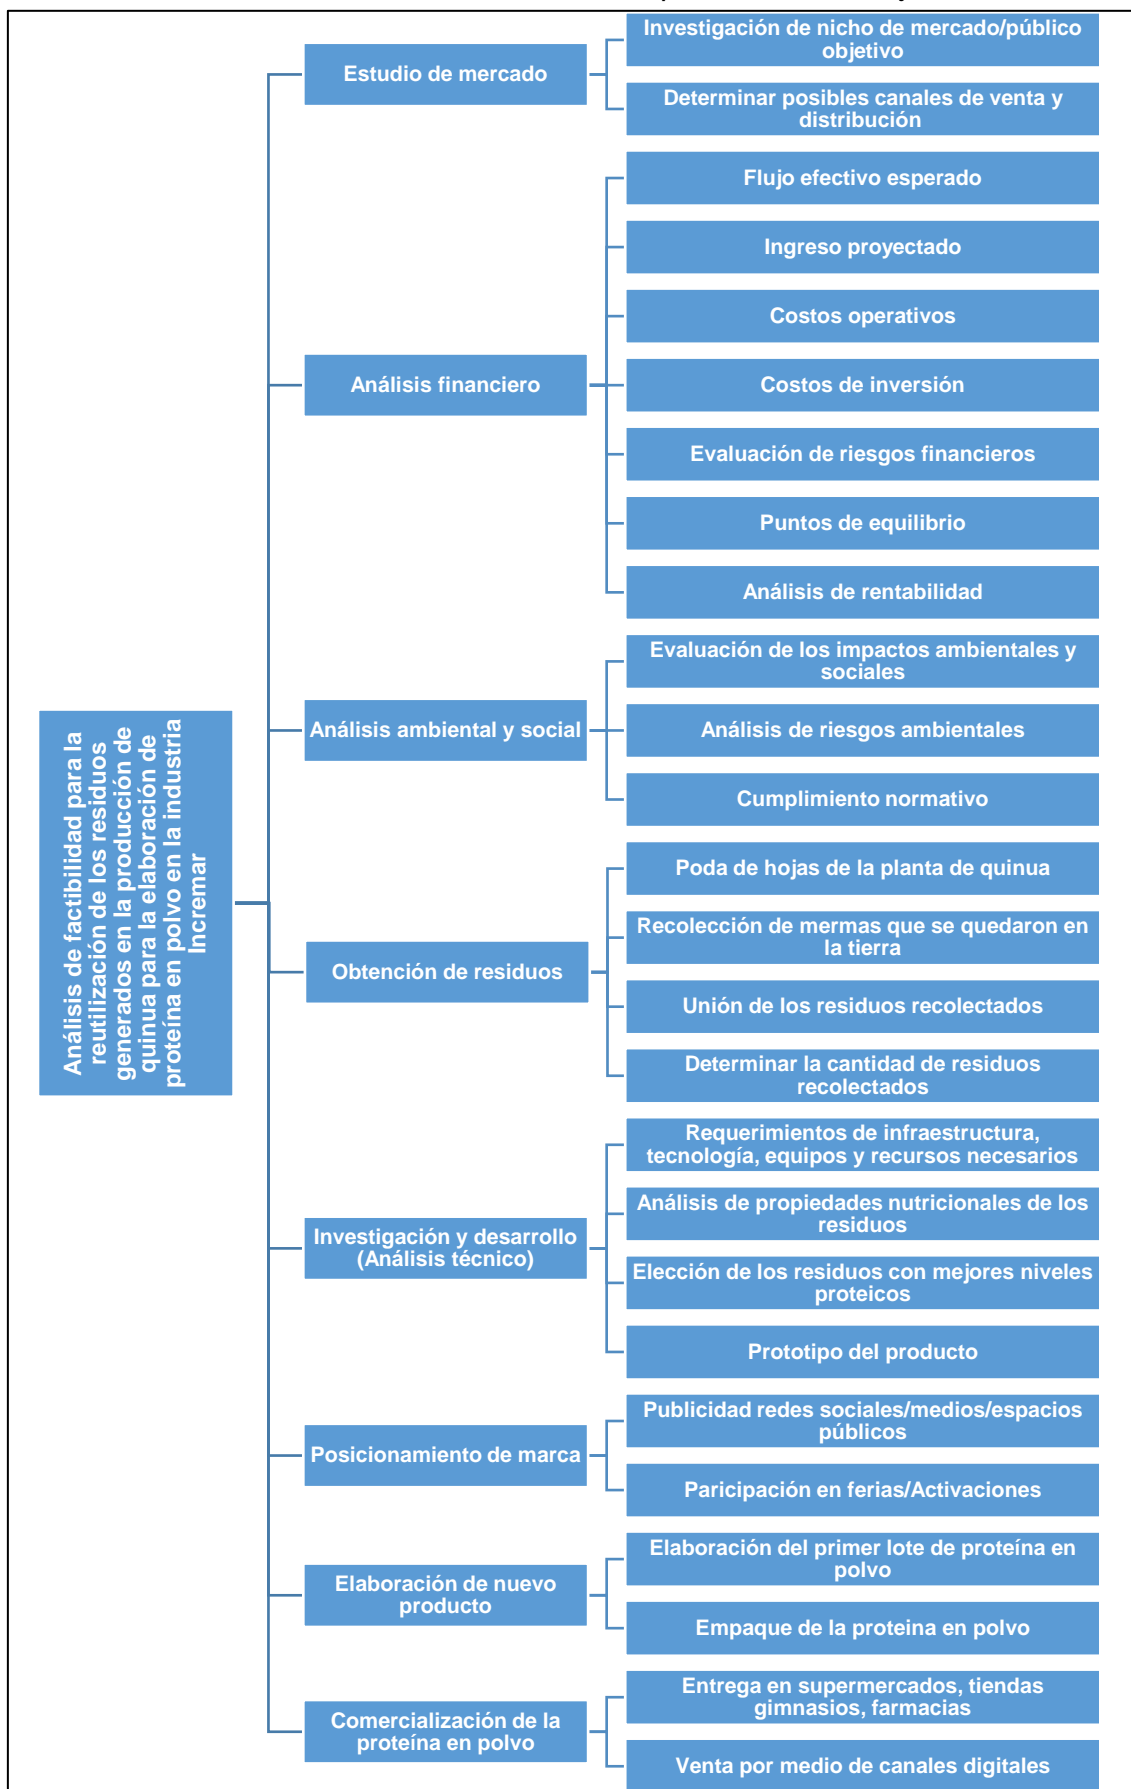 Análisis de factibilidad para la
reutilización de los residuos
generados en la producción de
quinua para la elaboración de
proteína en polvo en la industria
Incremar
Estudio de mercado
Investigación de nicho de mercado/público
objetivo
Determinar posibles canales de venta y
distribución
Análisis financiero
Flujo efectivo esperado
Ingreso proyectado
Costos operativos
Costos de inversión
Evaluación de riesgos financieros
Puntos de equilibrio
Análisis de rentabilidad
Análisis ambiental y social
Evaluación de los impactos ambientales y
sociales
Análisis de riesgos ambientales
Cumplimiento normativo
Obtención de residuos
Poda de hojas de la planta de quinua
Recolección de mermas que se quedaron en
la tierra
Unión de los residuos recolectados
Determinar la cantidad de residuos
recolectados
Investigación y desarrollo
(Análisis técnico)
Requerimientos de infraestructura,
tecnología, equipos y recursos necesarios
Análisis de propiedades nutricionales de los
residuos
Elección de los residuos con mejores niveles
proteicos
Prototipo del producto
Posicionamiento de marca
Publicidad redes sociales/medios/espacios
públicos
Paricipación en ferias/Activaciones
Elaboración de nuevo
producto
Elaboración del primer lote de proteína en
polvo
Empaque de la proteina en polvo
Comercialización de la
proteína en polvo
Entrega en supermercados, tiendas
gimnasios, farmacias
Venta por medio de canales digitales